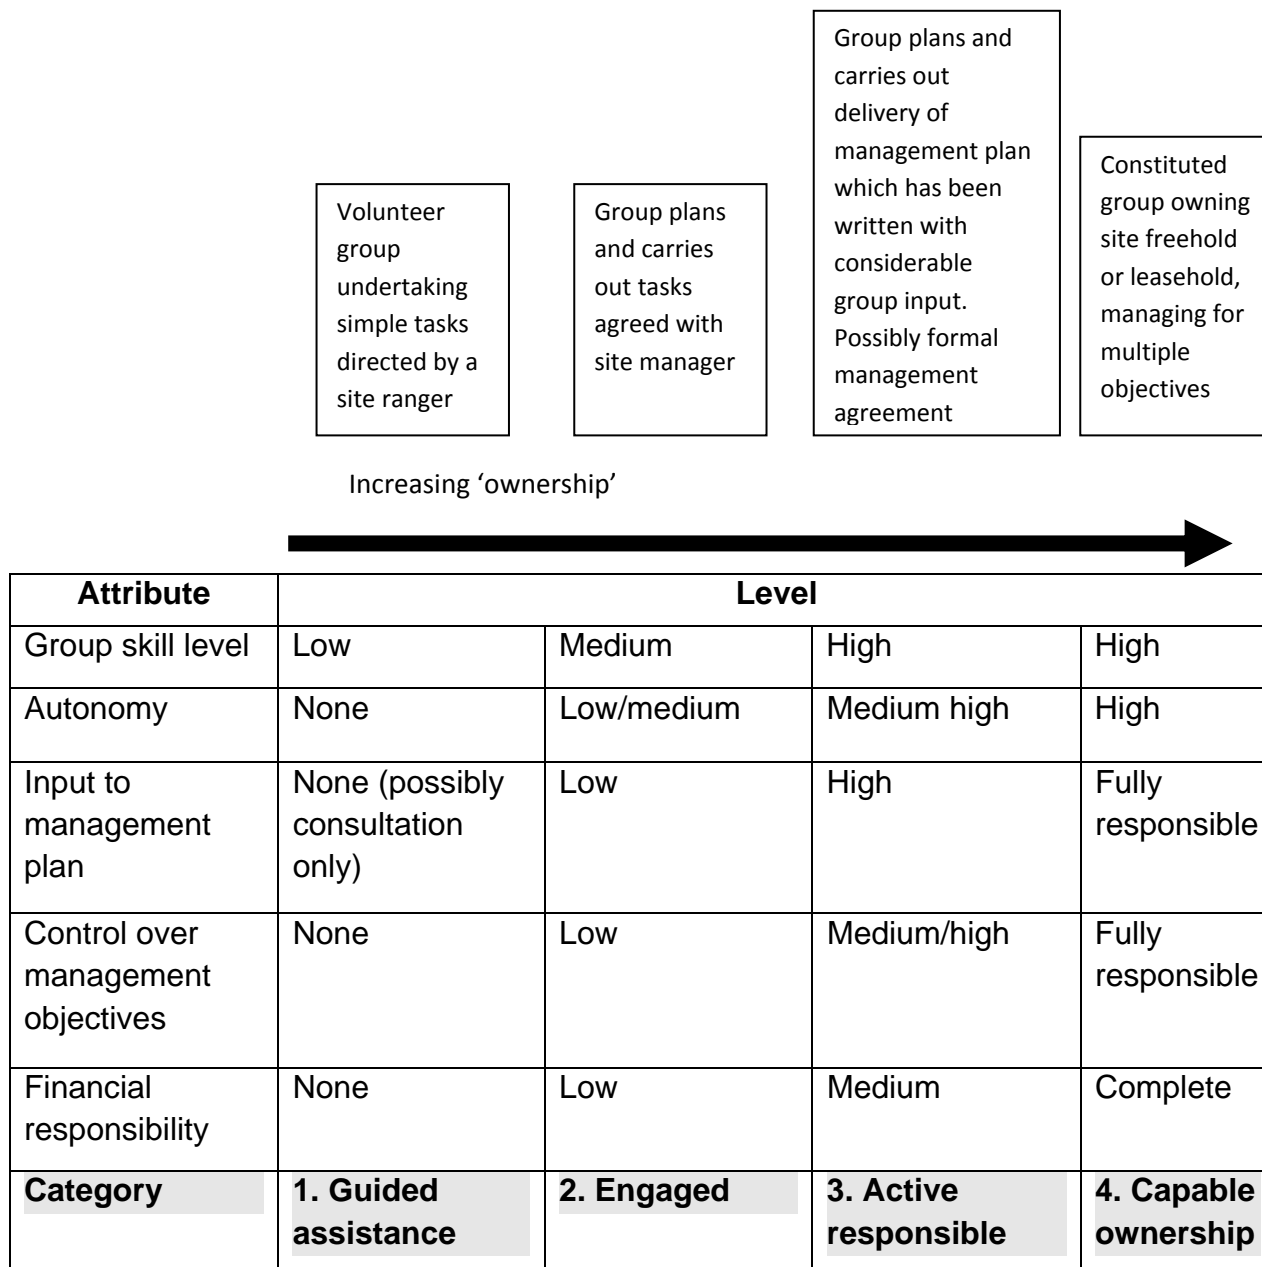 Volunteer
group
undertaking
simple tasks
directed by a
site ranger
Group plans
and carries
out tasks
agreed with
site manager
Group plans and
carries out
delivery of
management plan
which has been
written with
considerable
group input.
Possibly formal
management
agreement
Constituted
group owning
site freehold
or leasehold,
managing for
multiple
objectives
Increasing ‘ownership’
Attribute Level
Group skill level Low Medium High High
Autonomy None Low/medium Medium high High
Input to
management
plan
None (possibly
consultation
only)
Low
High
Fully
responsible
Control over
management
objectives
None
Low
Medium/high
Fully
responsible
Financial
responsibility
None
Low
Medium
Complete
Category
1. Guided
assistance
2. Engaged
3. Active
responsible
4. Capable
ownership